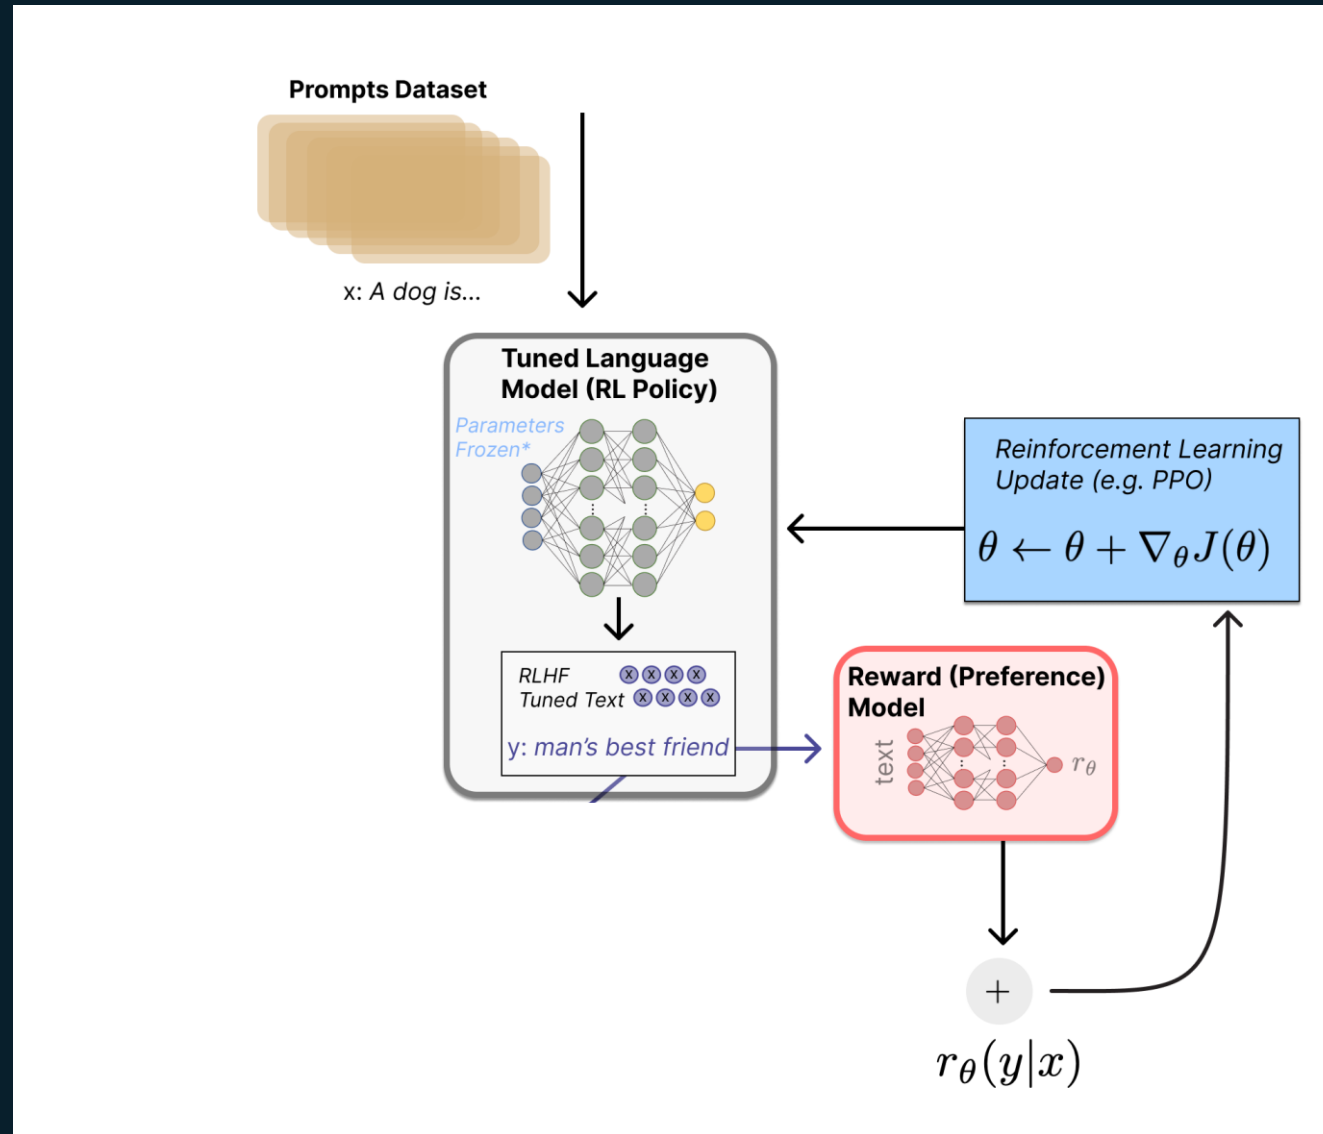 Prompts Dataset
x: A dog is...
Tuned Language
Model (RL Policy)
Parameters
Frozen*
Reinforcement Learning
Update (e.g. PPO)
θ ← θ + ∇θJ(θ)
RLHF x x x x
Tuned Text x x x x
y: man's best friend
Reward (Preference)
Model
text
rθ
+
rθ(y|x)